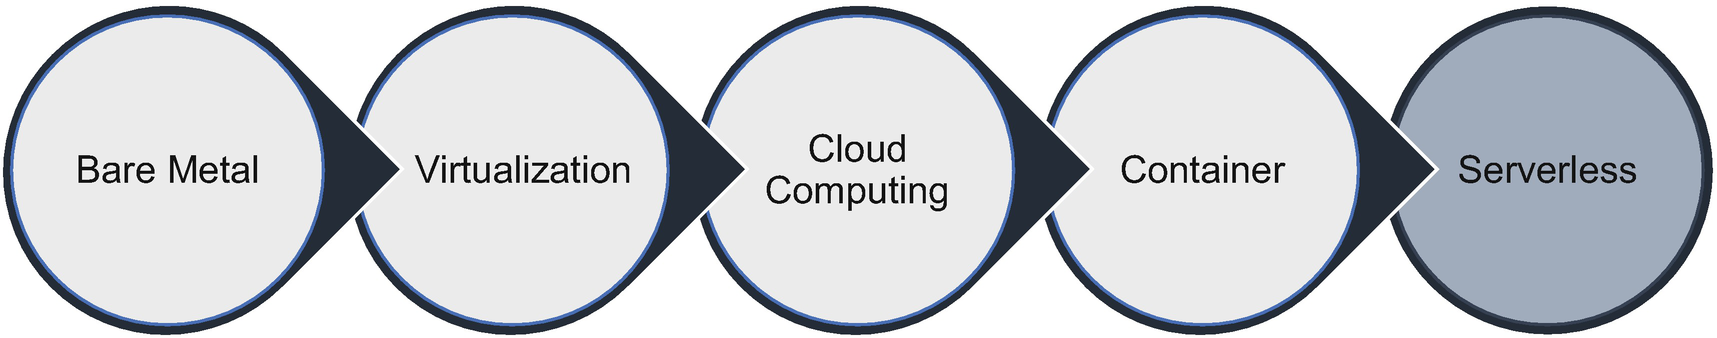 Bare Metal
Virtualization
Cloud
Computing
Container
Serverless